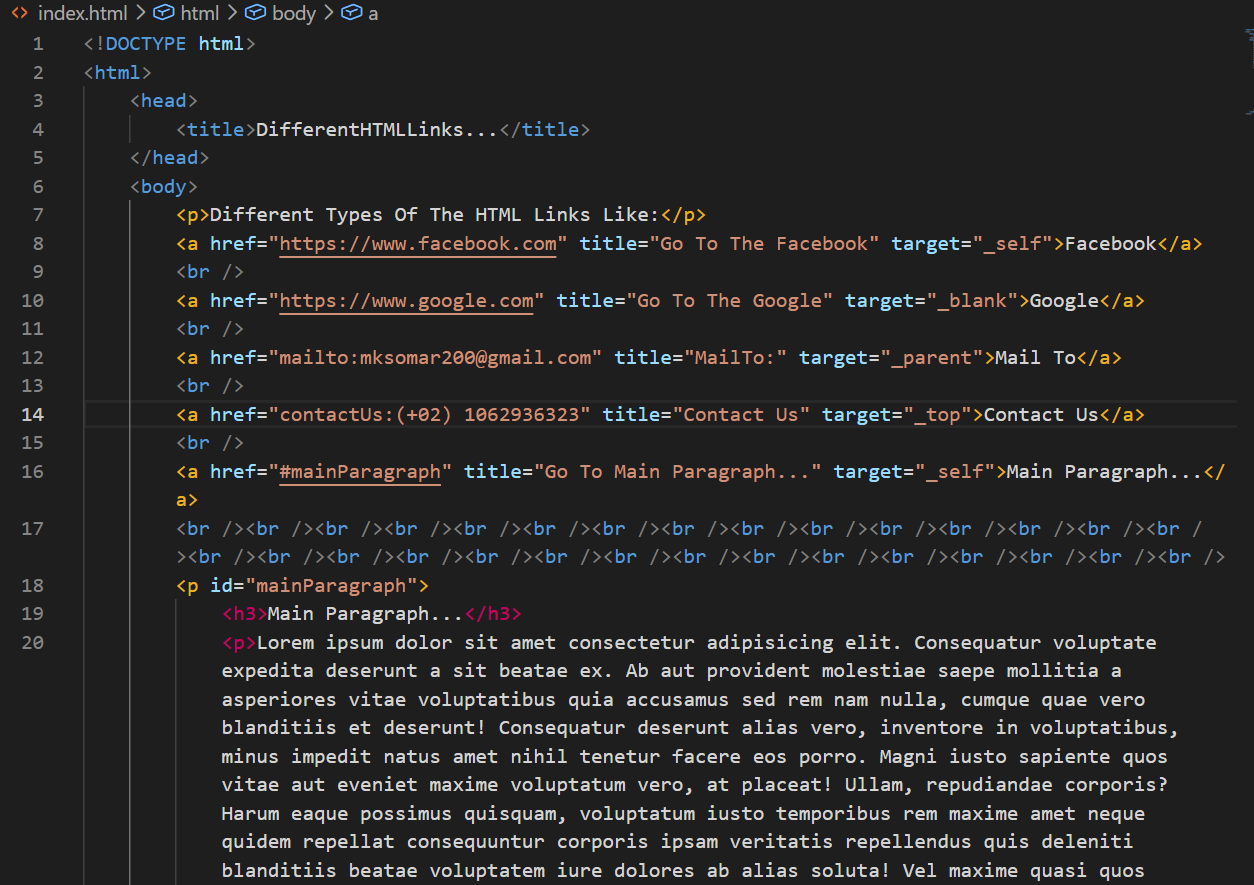 index.html > html > body > a
1 <!DOCTYPE html>
2 <html>
3 <head>
4 <title>DifferentHTMLLinks...</title>
5 </head>
6 <body>
7 <p>Different Types Of The HTML Links Like:</p>
8 <a href="https://www.facebook.com" title="Go To The Facebook" target="_self">Facebook</a>
9 <br />
10 <a href="https://www.google.com" title="Go To The Google" target="_blank">Google</a>
11 <br />
12 <a href="mailto:mksomar200@gmail.com" title="MailTo:" target="_parent">Mail To</a>
13 <br />
14 <a href="contactUs:(+02) 1062936323" title="Contact Us" target="_top">Contact Us</a>
15 <br />
16 <a href="#mainParagraph" title="Go To Main Paragraph..." target="_self">Main Paragraph...</
a>
17 <br /><br /><br /><br /><br /><br /><br /><br /><br /><br /><br /><br /><br /><br /><br /
><br /><br /><br /><br /><br /><br /><br /><br /><br /><br /><br /><br /><br /><br /><br />
18 <p id="mainParagraph">
19 <h3>Main Paragraph...</h3>
20 <p>Lorem ipsum dolor sit amet consectetur adipisicing elit. Consequatur voluptate
expedita deserunt a sit beatae ex. Ab aut provident molestiae saepe mollitia a
asperiores vitae voluptatibus quia accusamus sed rem nam nulla, cumque quae vero
blanditiis et deserunt! Consequatur deserunt alias vero, inventore in voluptatibus,
minus impedit natus amet nihil tenetur facere eos porro. Magni iusto sapiente quos
vitae aut eveniet maxime voluptatum vero, at placeat! Ullam, repudiandae corporis?
Harum eaque possimus quisquam, voluptatum iusto temporibus rem maxime amet neque
quidem repellat consequuntur corporis ipsam veritatis repellendus quis deleniti
blanditiis beatae voluptatem iure dolores ab alias soluta! Vel maxime quasi quos